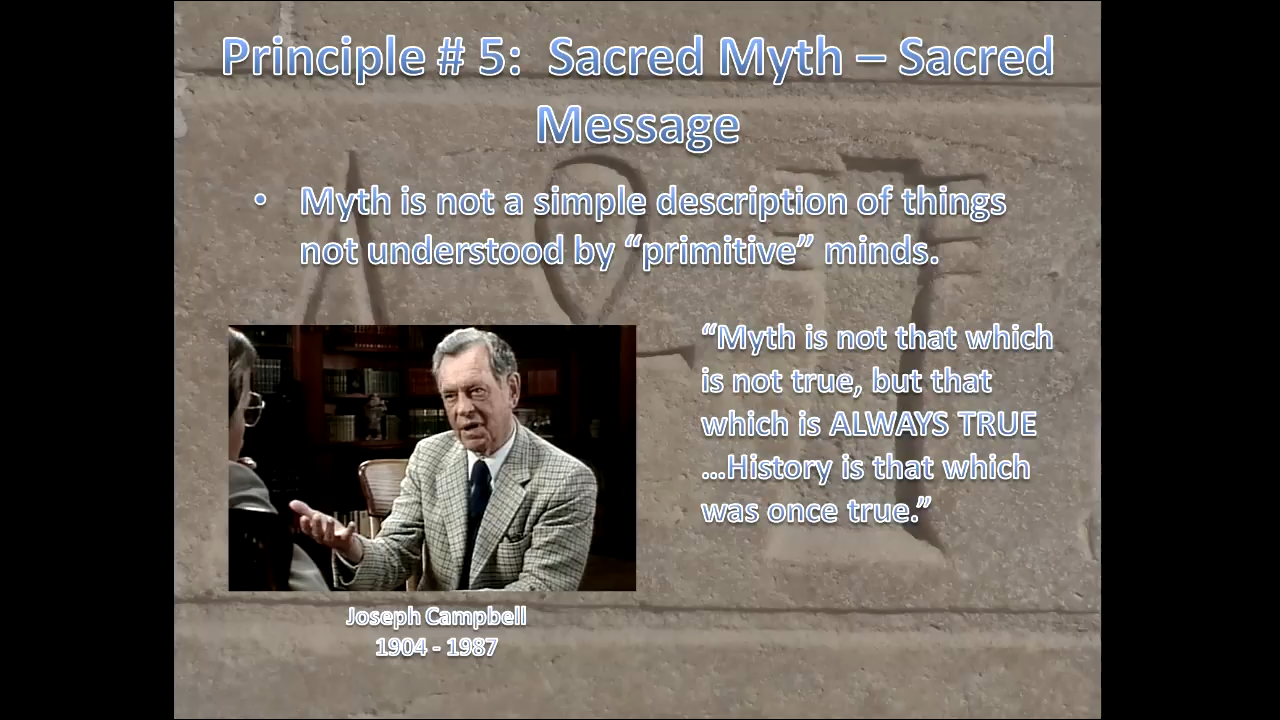 Principle # 5:  Sacred Myth – Sacred
Message
• Myth is not a simple description of things
not understood by “primitive” minds.
“Myth is not that which
is not true, but that
which is ALWAYS TRUE
…History is that which
was once true.”
Joseph Campbell
1904 - 1987